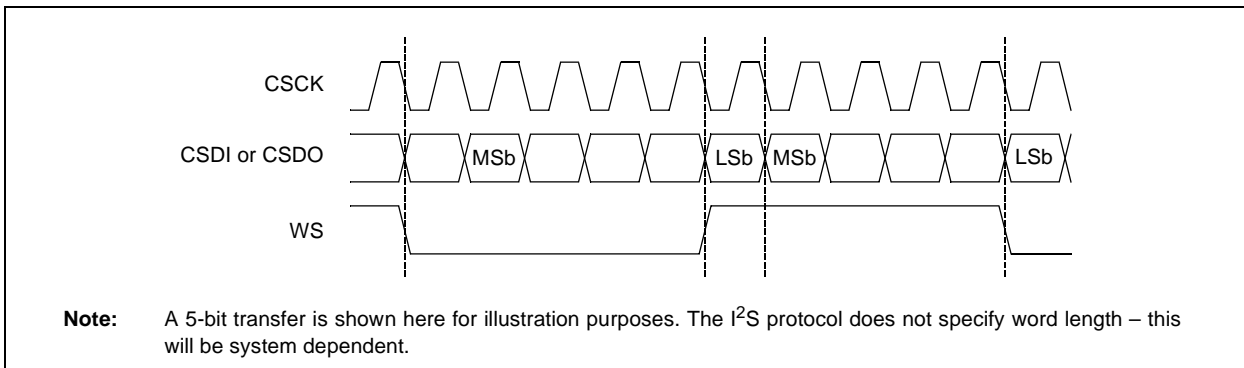 CSCK
CSDI or CSDO
MSb
LSb
MSb
LSb
WS
Note: A 5-bit transfer is shown here for illustration purposes. The I²S protocol does not specify word length – this
will be system dependent.